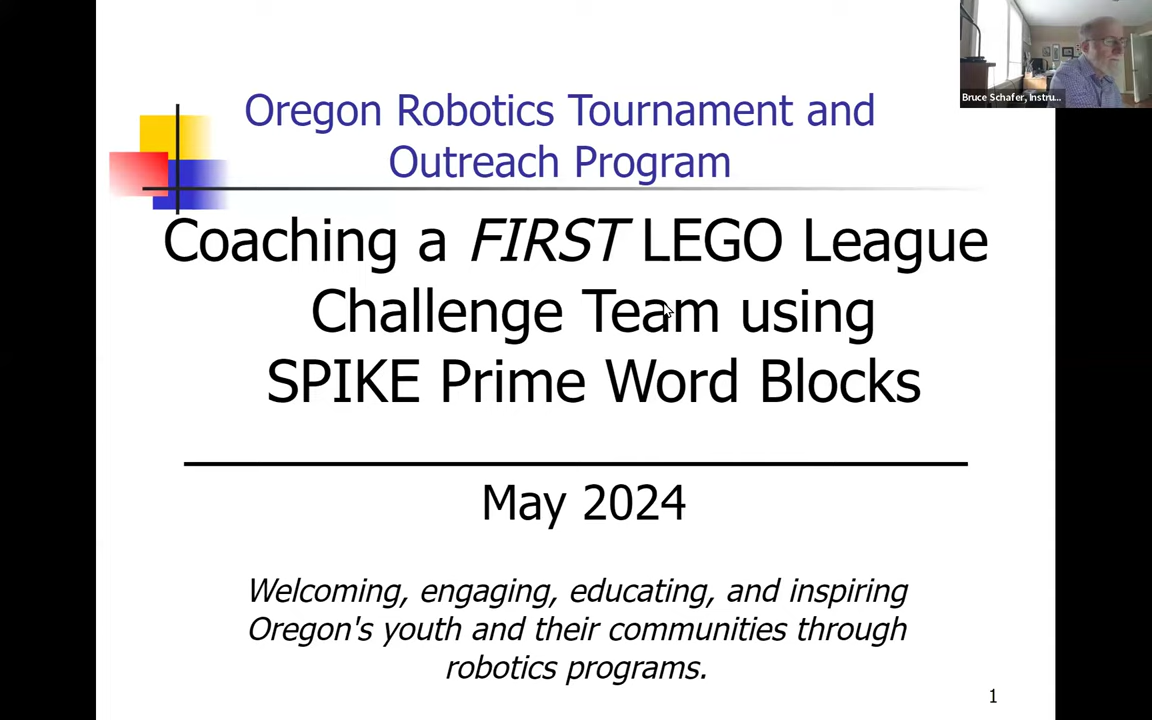 Oregon Robotics Tournament and
Outreach Program
Coaching a FIRST LEGO League
Challenge Team using
SPIKE Prime Word Blocks
May 2024
Welcoming, engaging, educating, and inspiring
Oregon's youth and their communities through
robotics programs.
1
Bruce Schafer, Instru...